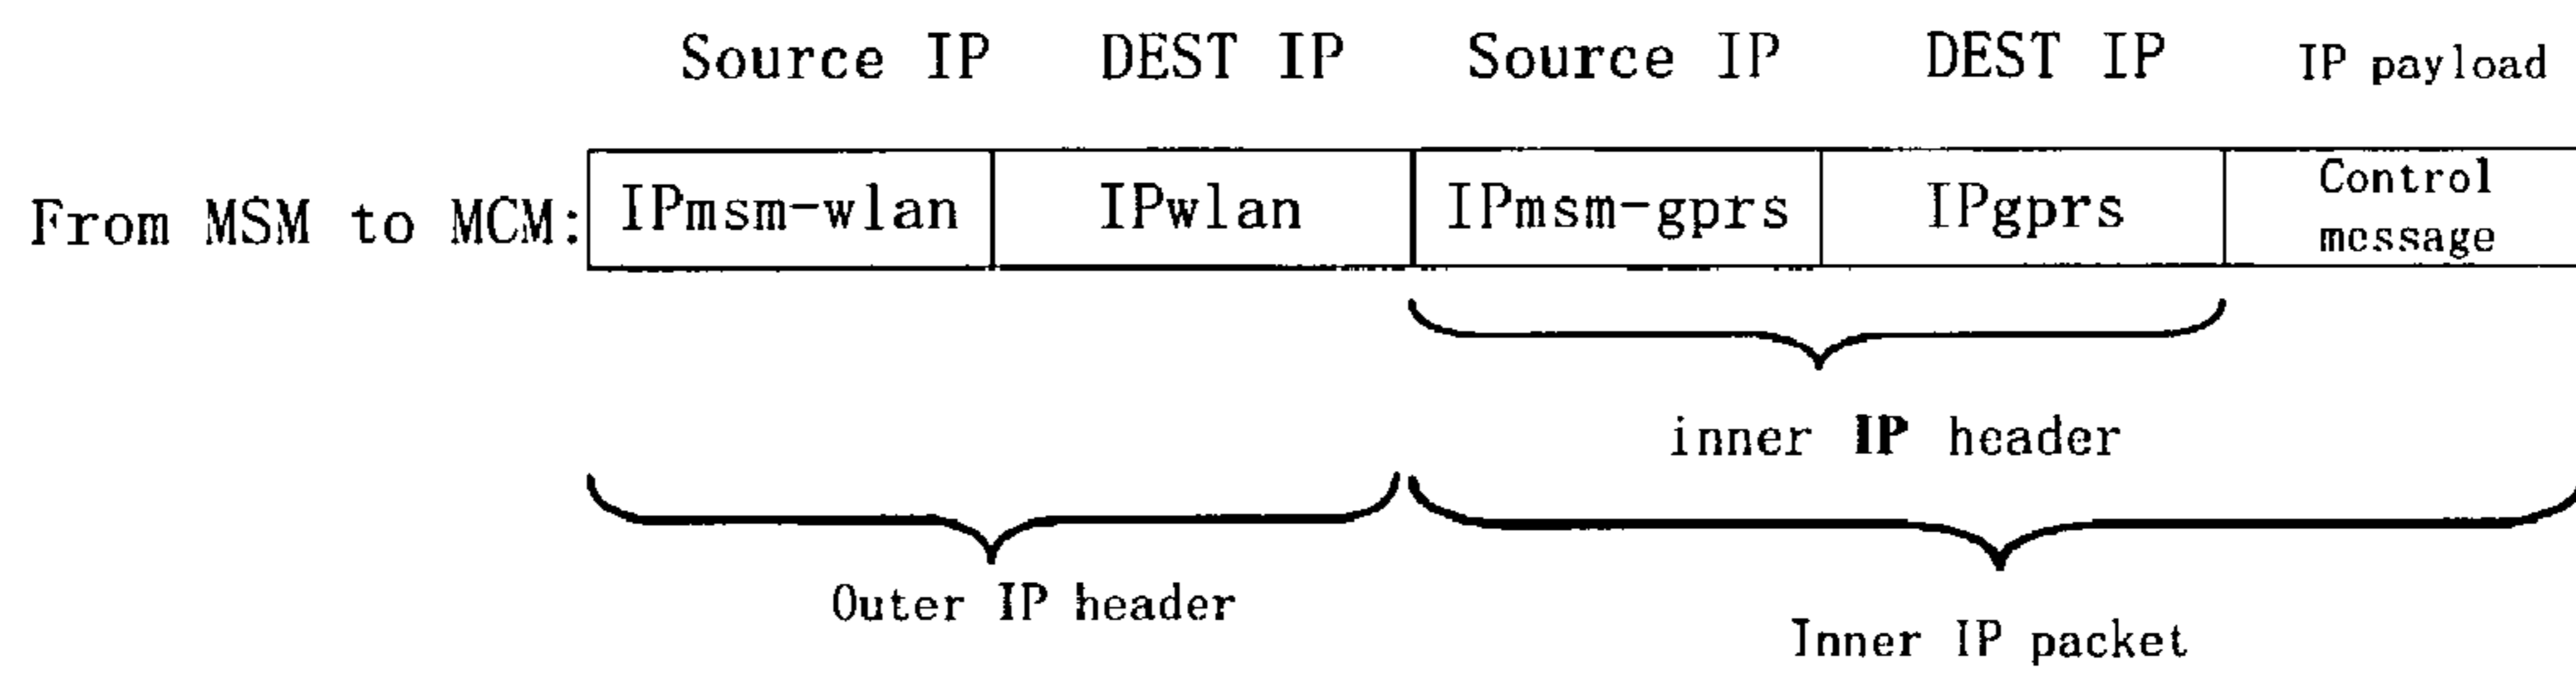 Source IP DEST IP Source IP DEST IP IP payload
From MSM to MCM: IPmsm-wlan IPwlan IPmsm-gprs IPgprs Control
message
inner IP header
Outer IP header
Inner IP packet